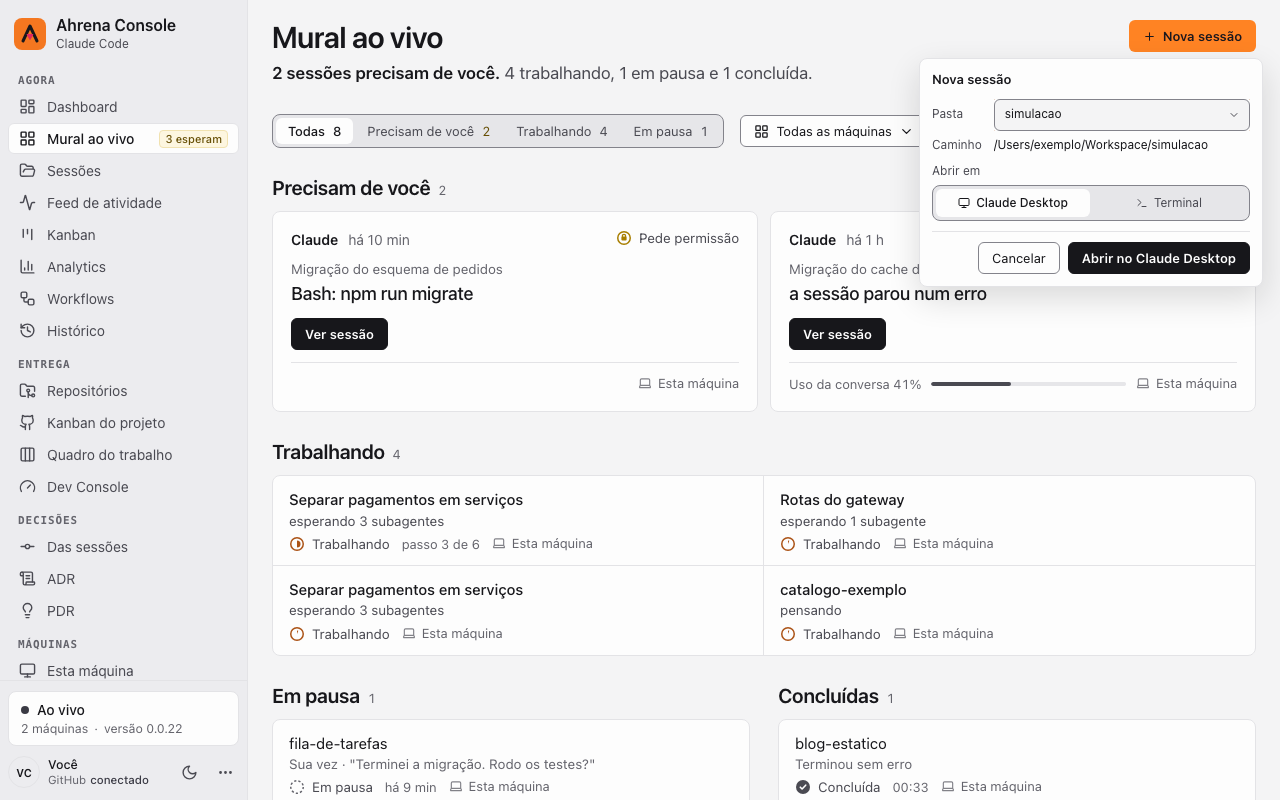 Ahrena Console
Claude Code
AGORA
Dashboard
Mural ao vivo
3 esperam
Sessões
Feed de atividade
Kanban
Analytics
Workflows
Histórico
ENTREGA
Repositórios
Kanban do projeto
Quadro do trabalho
Dev Console
DECISÕES
Das sessões
ADR
PDR
MÁQUINAS
Esta máquina
Ao vivo
2 máquinas · versão 0.0.22
VC
Você
GitHub conectado
Mural ao vivo
2 sessões precisam de você. 4 trabalhando, 1 em pausa e 1 concluída.
+ Nova sessão
Todas 8
Precisam de você 2
Trabalhando 4
Em pausa 1
Todas as máquinas
Nova sessão
Pasta
simulacao
Caminho
/Users/exemplo/Workspace/simulacao
Abrir em
Claude Desktop
Terminal
Cancelar
Abrir no Claude Desktop
Precisam de você 2
Claude há 10 min
Pede permissão
Migração do esquema de pedidos
Bash: npm run migrate
Ver sessão
Esta máquina
Claude há 1 h
Migração do cache d
a sessão parou num erro
Ver sessão
Uso da conversa 41%
Esta máquina
Trabalhando 4
Separar pagamentos em serviços
esperando 3 subagentes
Trabalhando passo 3 de 6 Esta máquina
Rotas do gateway
esperando 1 subagente
Trabalhando Esta máquina
Separar pagamentos em serviços
esperando 3 subagentes
Trabalhando Esta máquina
catalogo-exemplo
pensando
Trabalhando Esta máquina
Em pausa 1
fila-de-tarefas
Sua vez · "Terminei a migração. Rodo os testes?"
Em pausa há 9 min Esta máquina
Concluídas 1
blog-estatico
Terminou sem erro
Concluída 00:33 Esta máquina